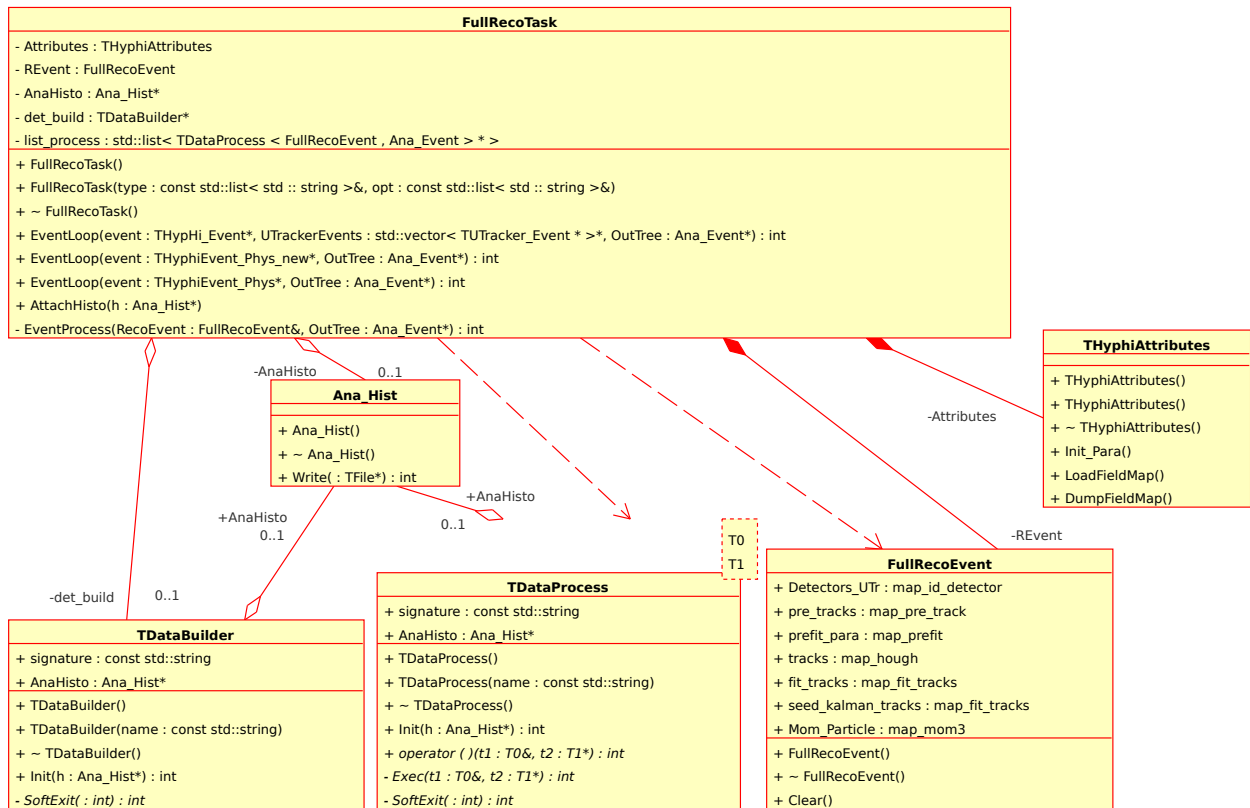 FullRecoTask
- Attributes : THyphiAttributes
- REvent : FullRecoEvent
- AnaHisto : Ana_Hist*
- det_build : TDataBuilder*
- list_process : std::list< TDataProcess < FullRecoEvent , Ana_Event > * >
+ FullRecoTask()
+ FullRecoTask(type : const std::list< std :: string >&, opt : const std::list< std :: string >&)
+ ~ FullRecoTask()
+ EventLoop(event : THypHi_Event*, UTrackerEvents : std::vector< TUTracker_Event * >*, OutTree : Ana_Event*) : int
+ EventLoop(event : THyphiEvent_Phys_new*, OutTree : Ana_Event*) : int
+ EventLoop(event : THyphiEvent_Phys*, OutTree : Ana_Event*) : int
+ AttachHisto(h : Ana_Hist*)
- EventProcess(RecoEvent : FullRecoEvent&, OutTree : Ana_Event*) : int
-AnaHisto
0..1
Ana_Hist
+ Ana_Hist()
+ ~ Ana_Hist()
+ Write( : TFile*) : int
THyphiAttributes
+ THyphiAttributes()
+ THyphiAttributes()
+ ~ THyphiAttributes()
+ Init_Para()
+ LoadFieldMap()
+ DumpFieldMap()
-Attributes
+AnaHisto
0..1
+AnaHisto
0..1
-REvent
-det_build
0..1
TDataBuilder
+ signature : const std::string
+ AnaHisto : Ana_Hist*
+ TDataBuilder()
+ TDataBuilder(name : const std::string)
+ ~ TDataBuilder()
+ Init(h : Ana_Hist*) : int
- SoftExit( : int) : int
T0
T1
TDataProcess
+ signature : const std::string
+ AnaHisto : Ana_Hist*
+ TDataProcess()
+ TDataProcess(name : const std::string)
+ ~ TDataProcess()
+ Init(h : Ana_Hist*) : int
+ operator ( )(t1 : T0&, t2 : T1*) : int
- Exec(t1 : T0&, t2 : T1*) : int
- SoftExit( : int) : int
FullRecoEvent
+ Detectors_UTr : map_id_detector
+ pre_tracks : map_pre_track
+ prefit_para : map_prefit
+ tracks : map_hough
+ fit_tracks : map_fit_tracks
+ seed_kalman_tracks : map_fit_tracks
+ Mom_Particle : map_mom3
+ FullRecoEvent()
+ ~ FullRecoEvent()
+ Clear()